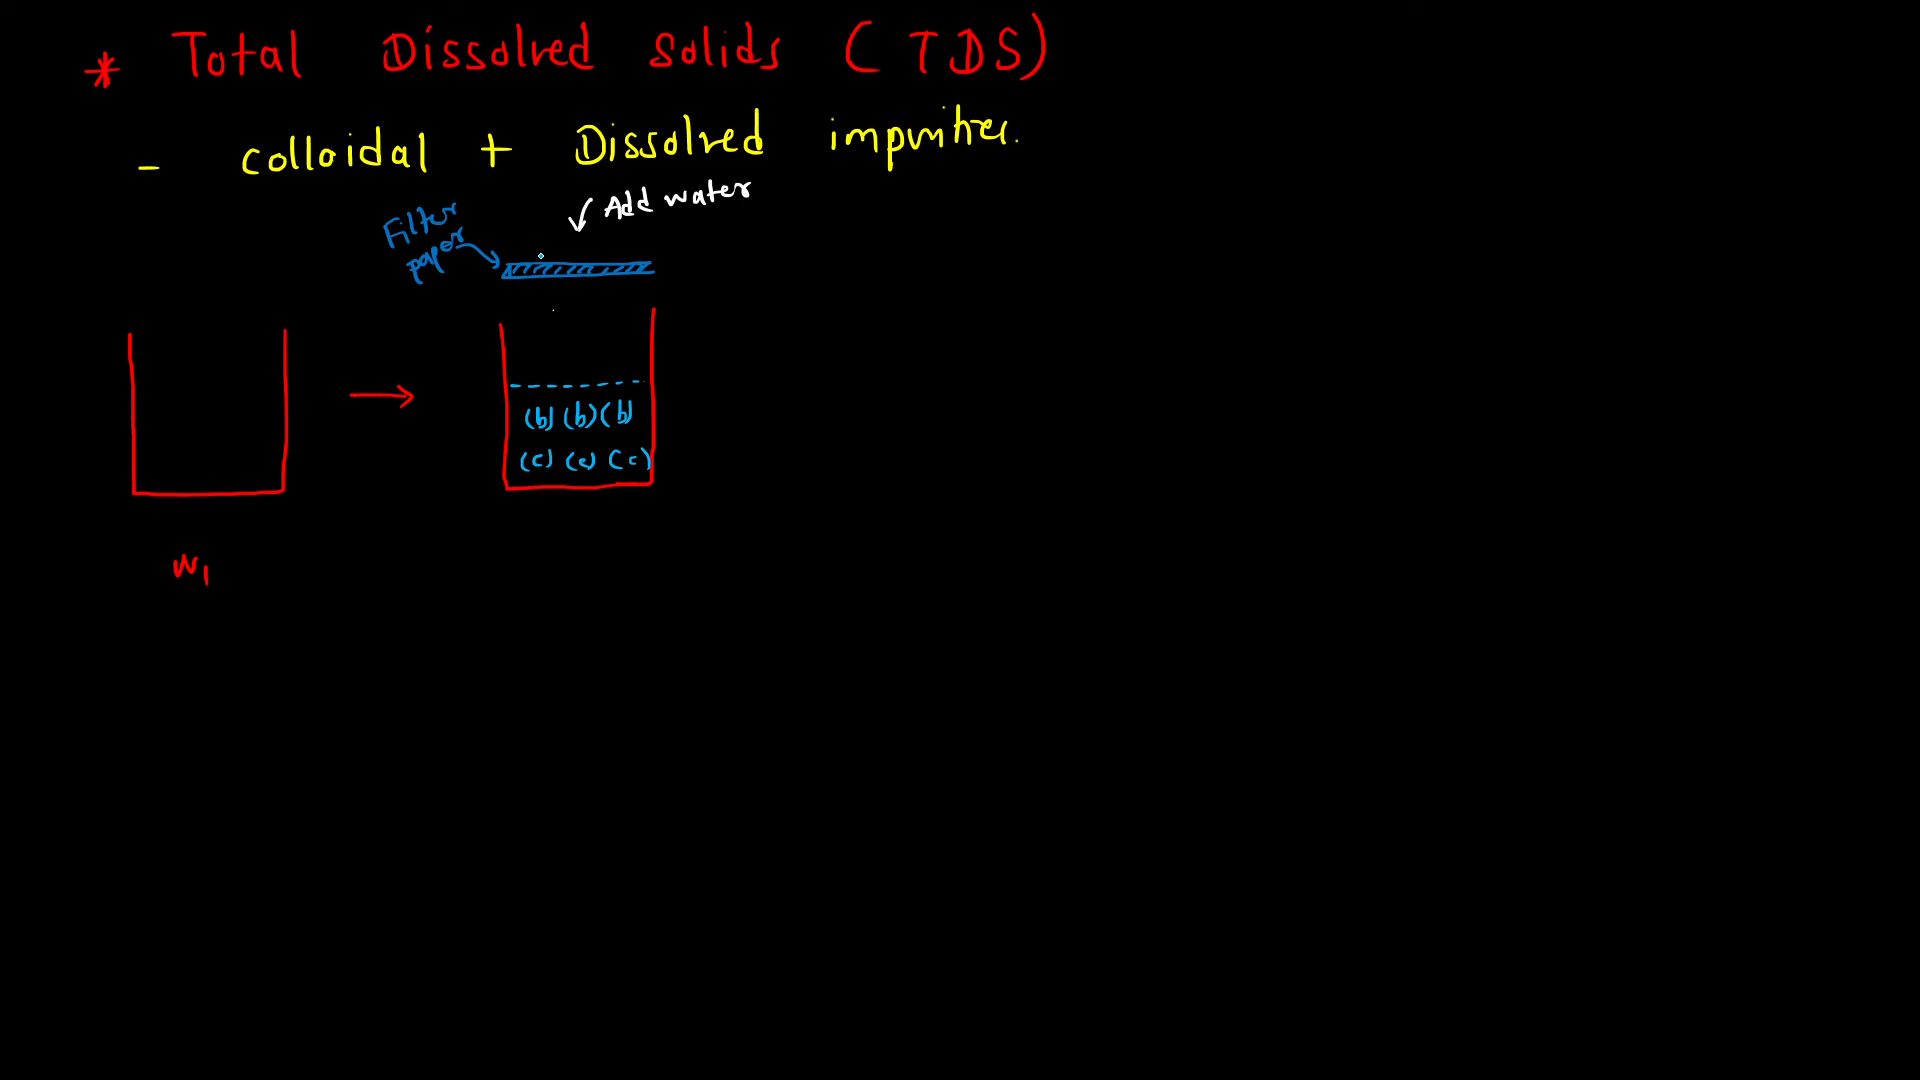 * Total Dissolved Solids (TDS)
- colloidal + Dissolved impurities.
Add water
Filter
paper
(b) (b) (b)
(c) (c) (c)
W1